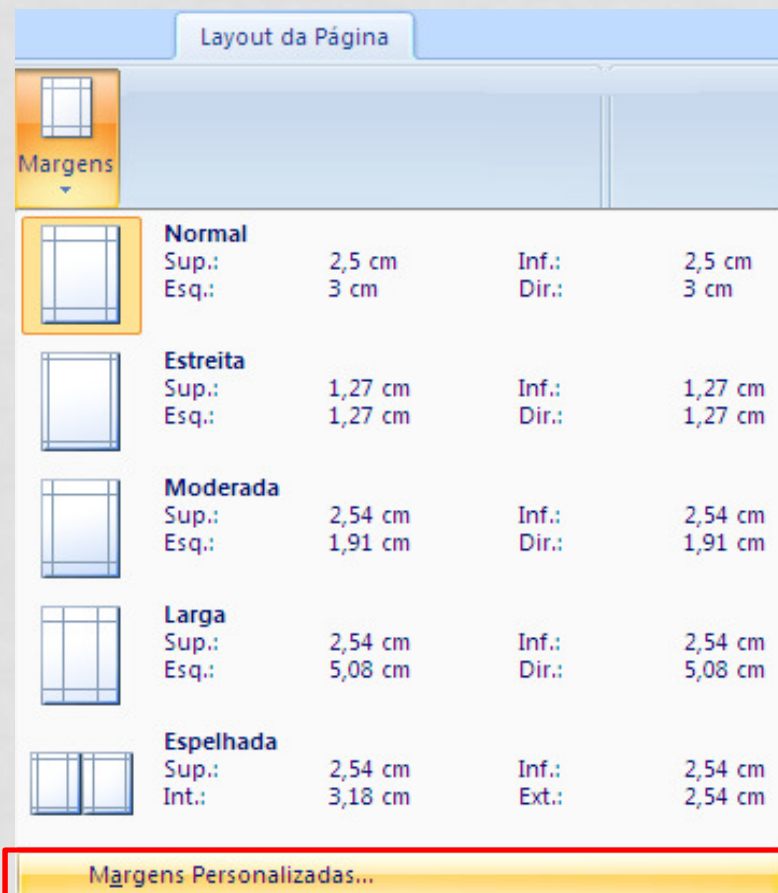 Layout da Página
Margens
Normal
Sup.: 2,5 cm Inf.: 2,5 cm
Esq.: 3 cm Dir.: 3 cm
Estreita
Sup.: 1,27 cm Inf.: 1,27 cm
Esq.: 1,27 cm Dir.: 1,27 cm
Moderada
Sup.: 2,54 cm Inf.: 2,54 cm
Esq.: 1,91 cm Dir.: 1,91 cm
Larga
Sup.: 2,54 cm Inf.: 2,54 cm
Esq.: 5,08 cm Dir.: 5,08 cm
Espelhada
Sup.: 2,54 cm Inf.: 2,54 cm
Int.: 3,18 cm Ext.: 2,54 cm
Margens Personalizadas...